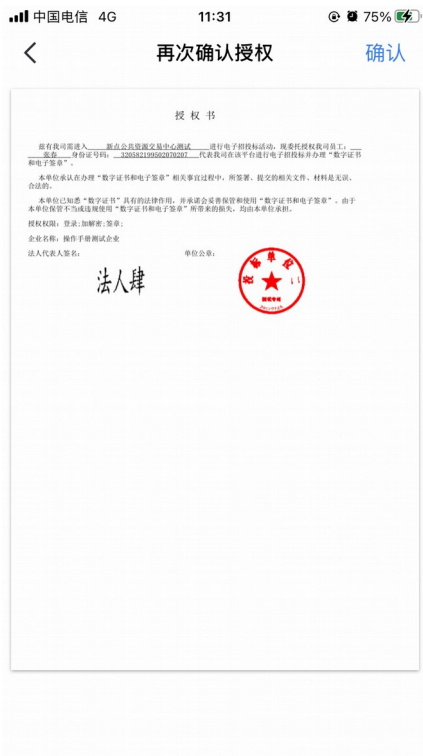 中国电信 4G 11:31 75%
再次确认授权 确认
授 权 书
兹有我司需进入 新点公共资源交易中心测试 进行电子招投标活动，现委托授权我司员工：
张春 身份证号码： 320582199502070207 代表我司在该平台进行电子招投标并办理“数字证书
和电子签章”。
本单位承认在办理“数字证书和电子签章”相关事宜过程中，所签署、提交的相关文件、材料是无误、
合法的。
本单位已知悉“数字证书”具有的法律作用，并承诺会妥善保管和使用“数字证书和电子签章”。由于
本单位保管不当或违规使用“数字证书和电子签章”所带来的损失，均由本单位承担。
授权权限：登录;加解密;签章;
企业名称：操作手册测试企业
法人代表人签名： 单位公章：
法人肆
投标单位二
测试专用